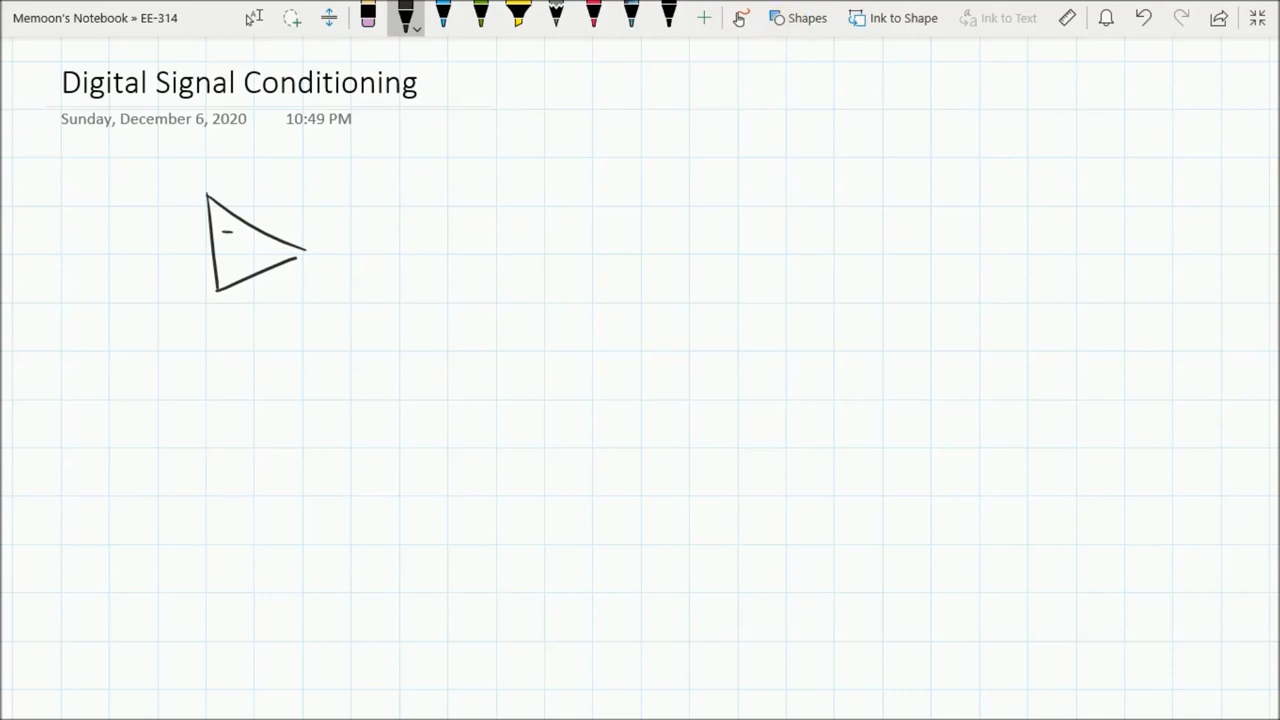 Memoon's Notebook » EE-314
Shapes
Ink to Shape
Ink to Text
Digital Signal Conditioning
Sunday, December 6, 2020 10:49 PM
-